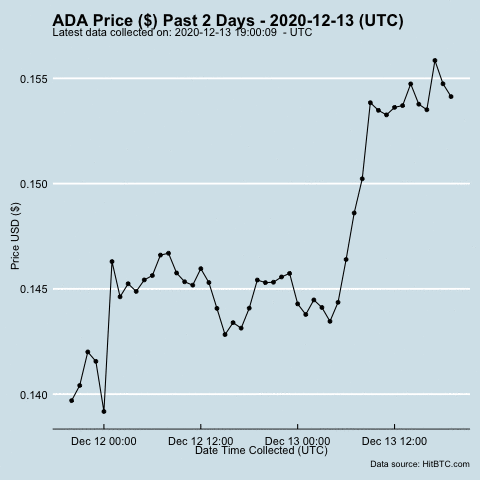 ADA Price ($) Past 2 Days - 2020-12-13 (UTC)
Latest data collected on: 2020-12-13 19:00:09 - UTC
0.155
0.150
0.145
0.140
Price USD ($)
Dec 12 00:00 Dec 12 12:00 Dec 13 00:00 Dec 13 12:00
Date Time Collected (UTC)
Data source: HitBTC.com